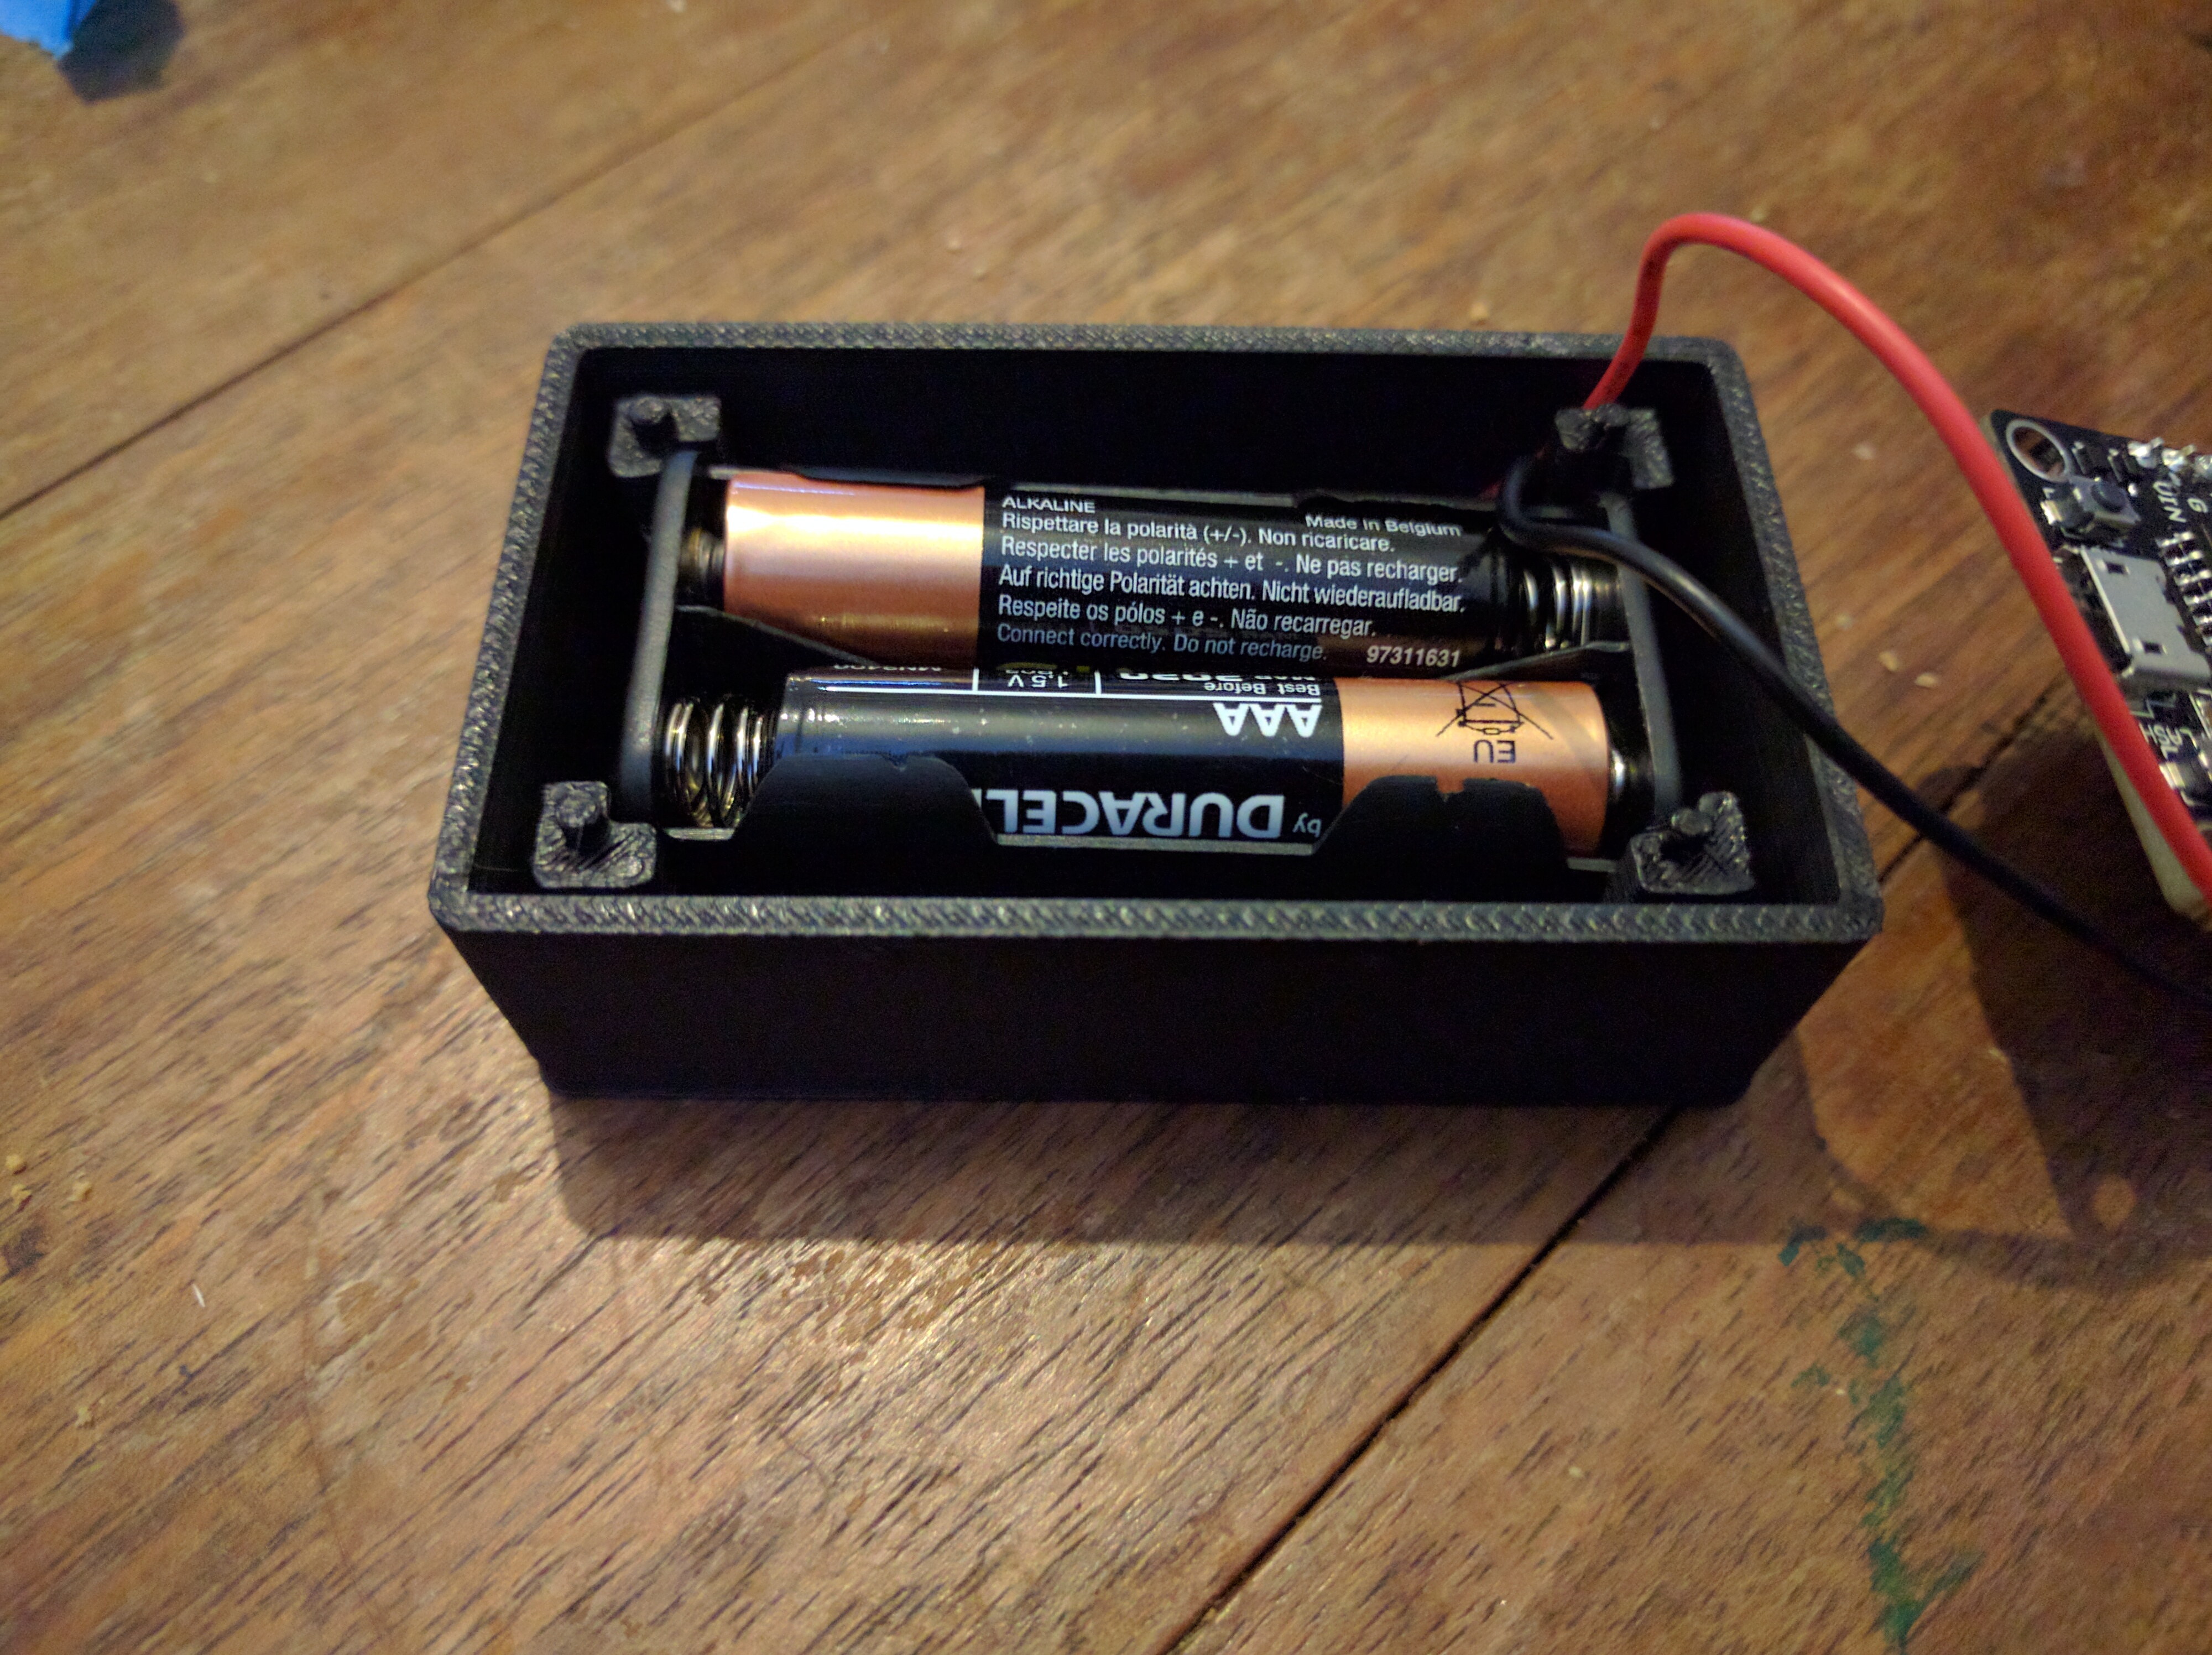 ALKALINE
Made in Belgium
Rispettare la polarità (+/-). Non ricaricare.
Respecter les polarités + et -. Ne pas recharger.
Auf richtige Polarität achten. Nicht wiederaufladbar.
Respeite os pólos + e -. Não recarregar.
Connect correctly. Do not recharge. 97311631
by DURACELL
AAA
EU
Best Before
1.5 V
VIN